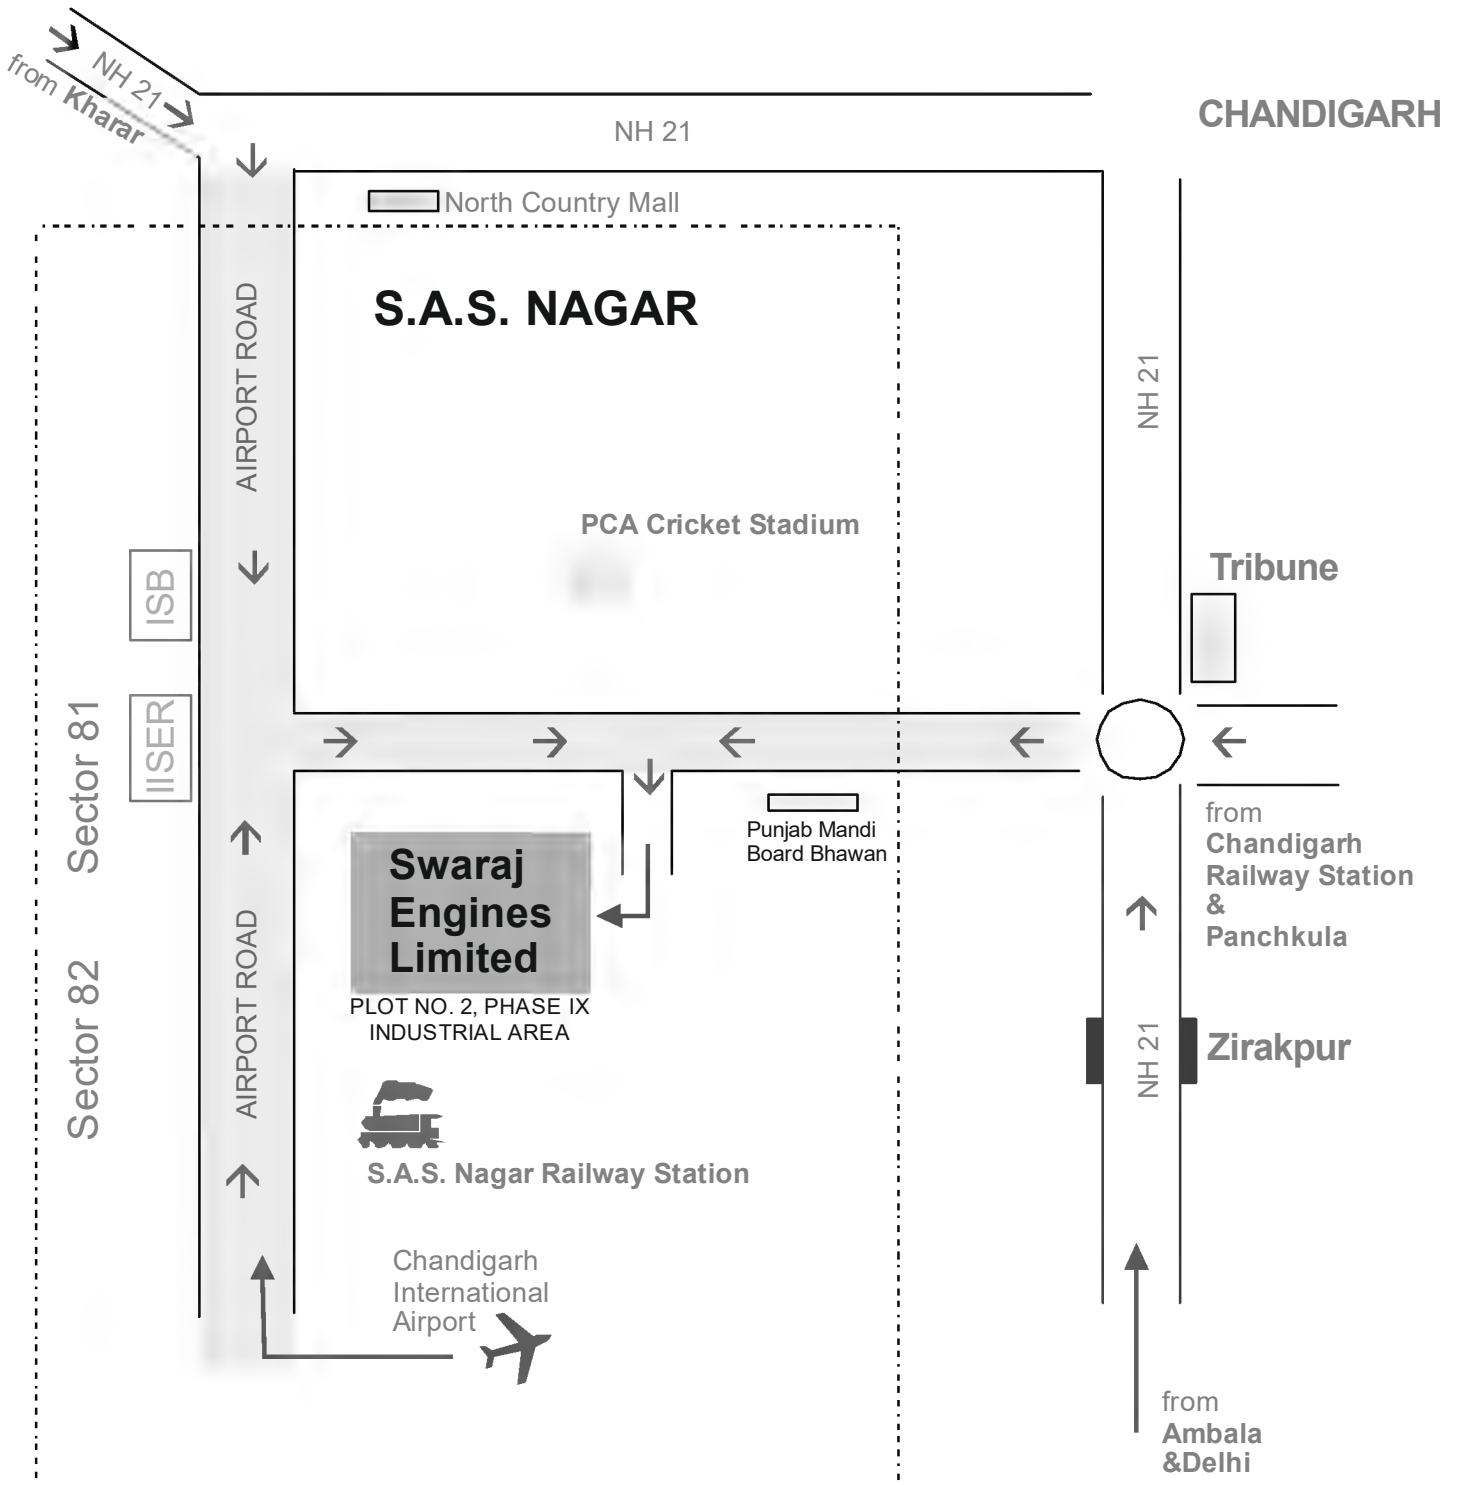 NH 21
from Kharar
NH 21
CHANDIGARH
North Country Mall
S.A.S. NAGAR
AIRPORT ROAD
NH 21
PCA Cricket Stadium
Tribune
ISB
IISER
Sector 81
Punjab Mandi
Board Bhawan
from
Chandigarh
Railway Station
&
Panchkula
Swaraj
Engines
Limited
PLOT NO. 2, PHASE IX
INDUSTRIAL AREA
AIRPORT ROAD
Sector 82
NH 21
Zirakpur
S.A.S. Nagar Railway Station
Chandigarh
International
Airport
from
Ambala
&Delhi